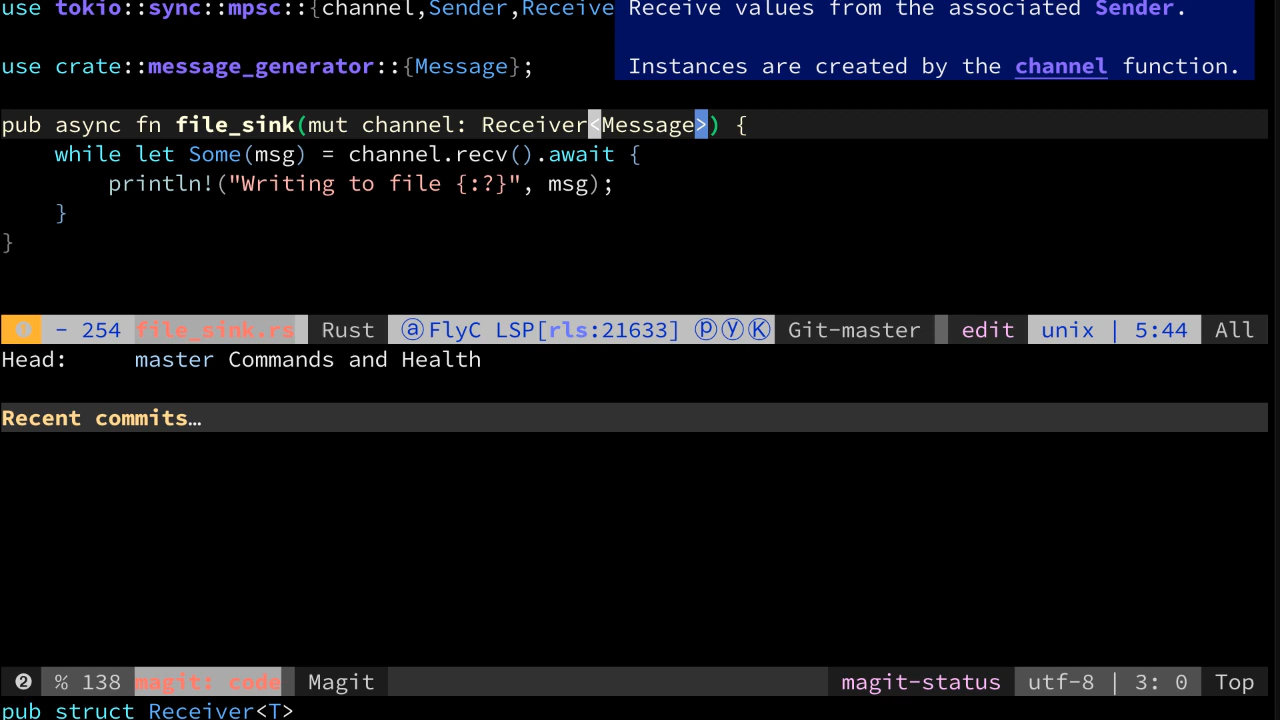 use tokio::sync::mpsc::{channel,Sender,Receive
Receive values from the associated Sender.
use crate::message_generator::{Message};
Instances are created by the channel function.
pub async fn file_sink(mut channel: Receiver<Message>) {
    while let Some(msg) = channel.recv().await {
        println!("Writing to file {:?}", msg);
    }
}
❶ - 254 file_sink.rs Rust ⓐFlyC LSP[rls:21633] ⓟⓨⓀ Git-master edit unix | 5:44 All
Head:     master Commands and Health
Recent commits…
❷ % 138 magit: code Magit magit-status utf-8 | 3: 0 Top
pub struct Receiver<T>